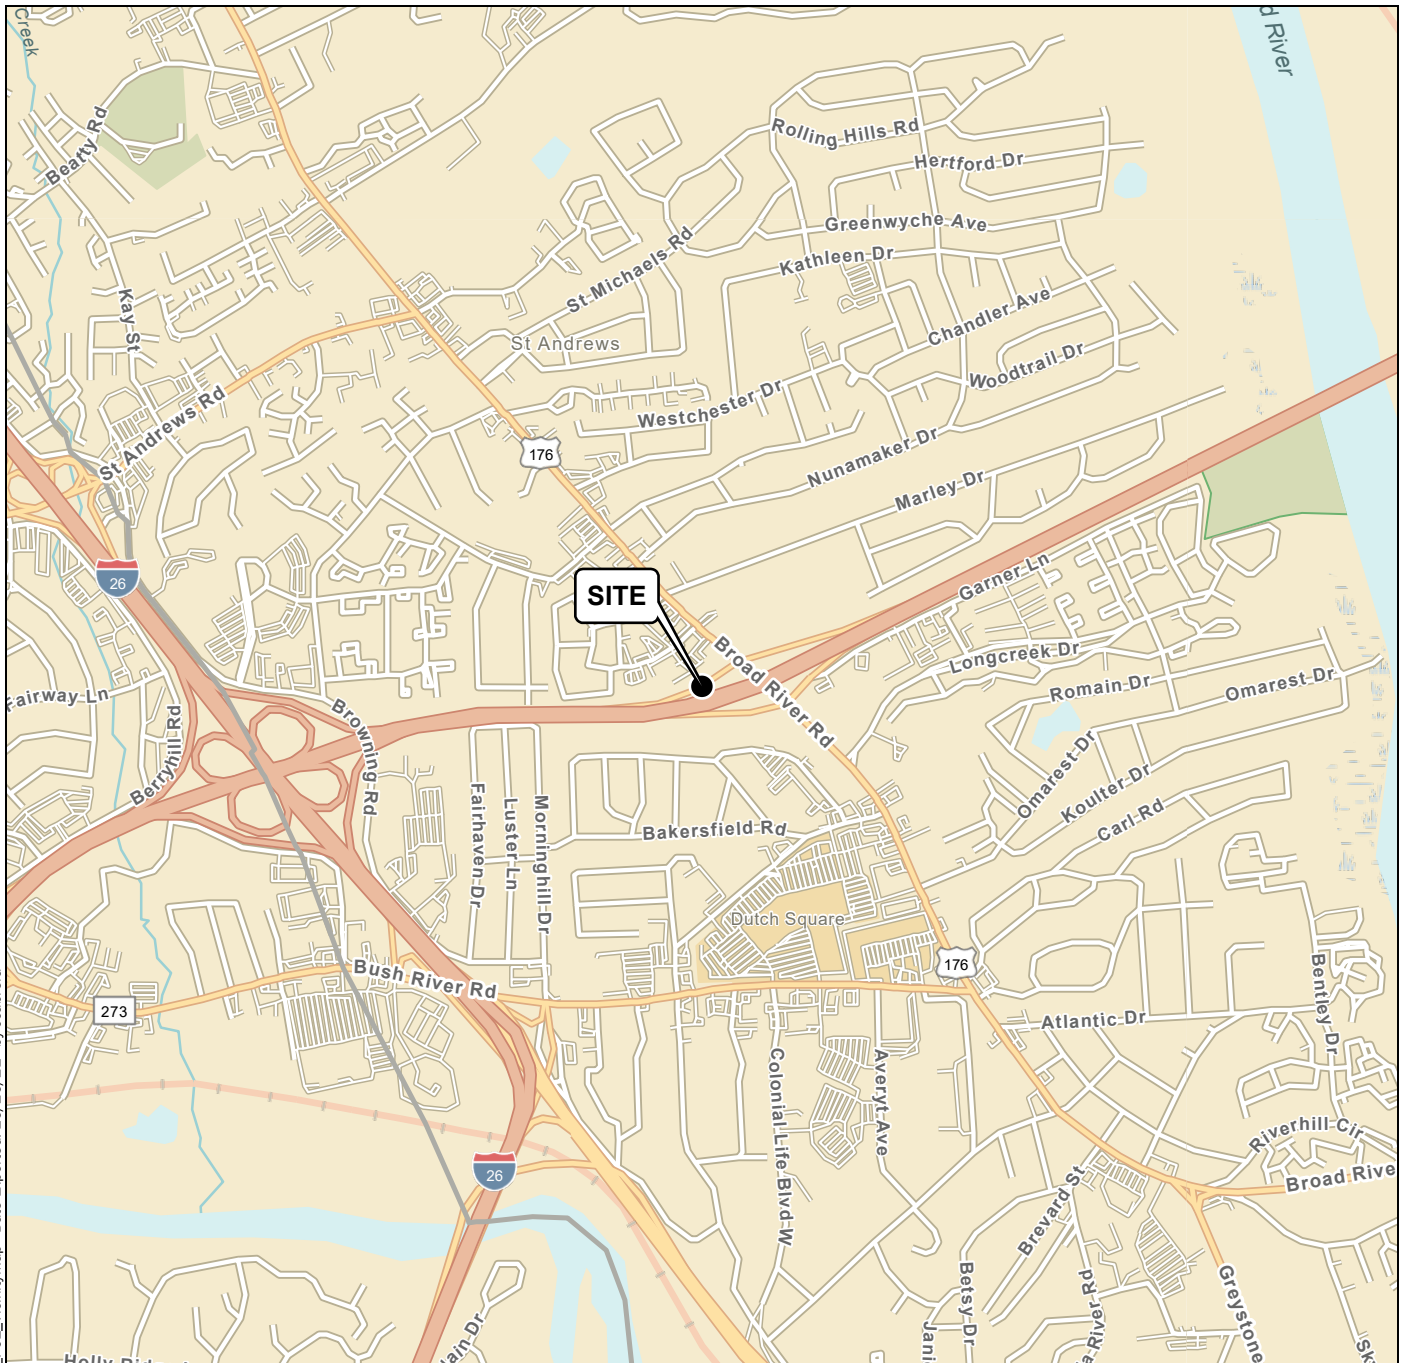 Creek
d River
Beatty Rd
Rolling Hills Rd
Hertford Dr
Greenwyche Ave
Kathleen Dr
St Michaels Rd
Kay St
Chandler Ave
St Andrews
Woodtrail Dr
St Andrews Rd
Westchester Dr
176
Nunamaker Dr
Marley Dr
26
SITE
Garner Ln
Broad River Rd
Longcreek Dr
Romain Dr
Omarest Dr
Fairway Ln
Berryhill Rd
Browning Rd
Omarest Dr
Koulter Dr
Carl Rd
Fairhaven Dr
Luster Ln
Morninghill Dr
Bakersfield Rd
Dutch Square
176
Bush River Rd
273
Bentley Dr
Atlantic Dr
Colonial Life Blvd W
Averyt Ave
Riverhill Cir
26
Broad Rive
Brevard St
Betsy Dr
Greystone